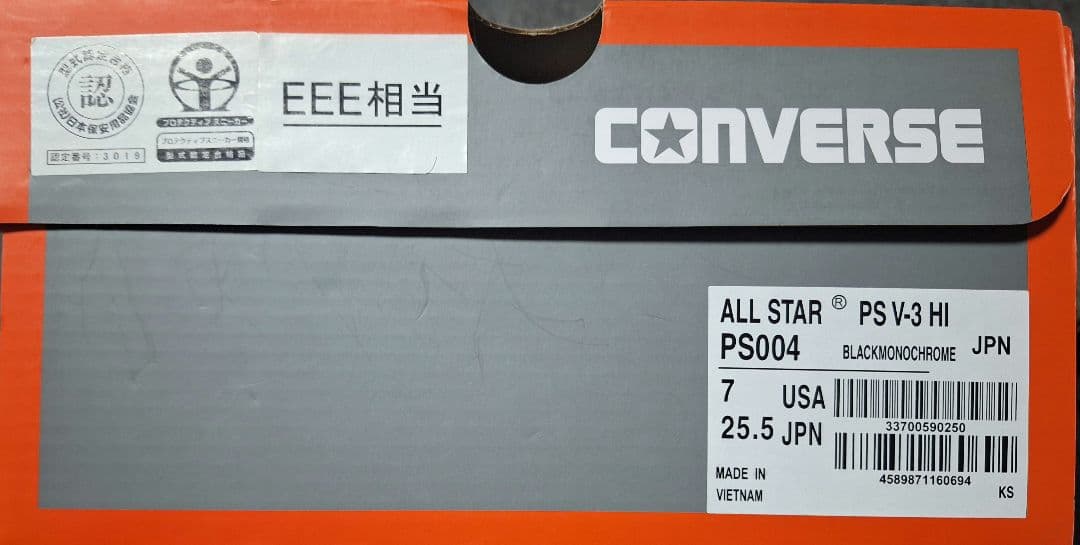 型式認定合格
認
(公社)日本保安用品協会
認定番号:3019
プロテクティブスニーカー
プロテクティブスニーカー規格
型式認定合格品
EEE相当
CONVERSE
ALL STAR ® PS V-3 HI
PS004 BLACKMONOCHROME JPN
7 USA
33700590250
25.5 JPN
4589871160694
MADE IN
VIETNAM
KS